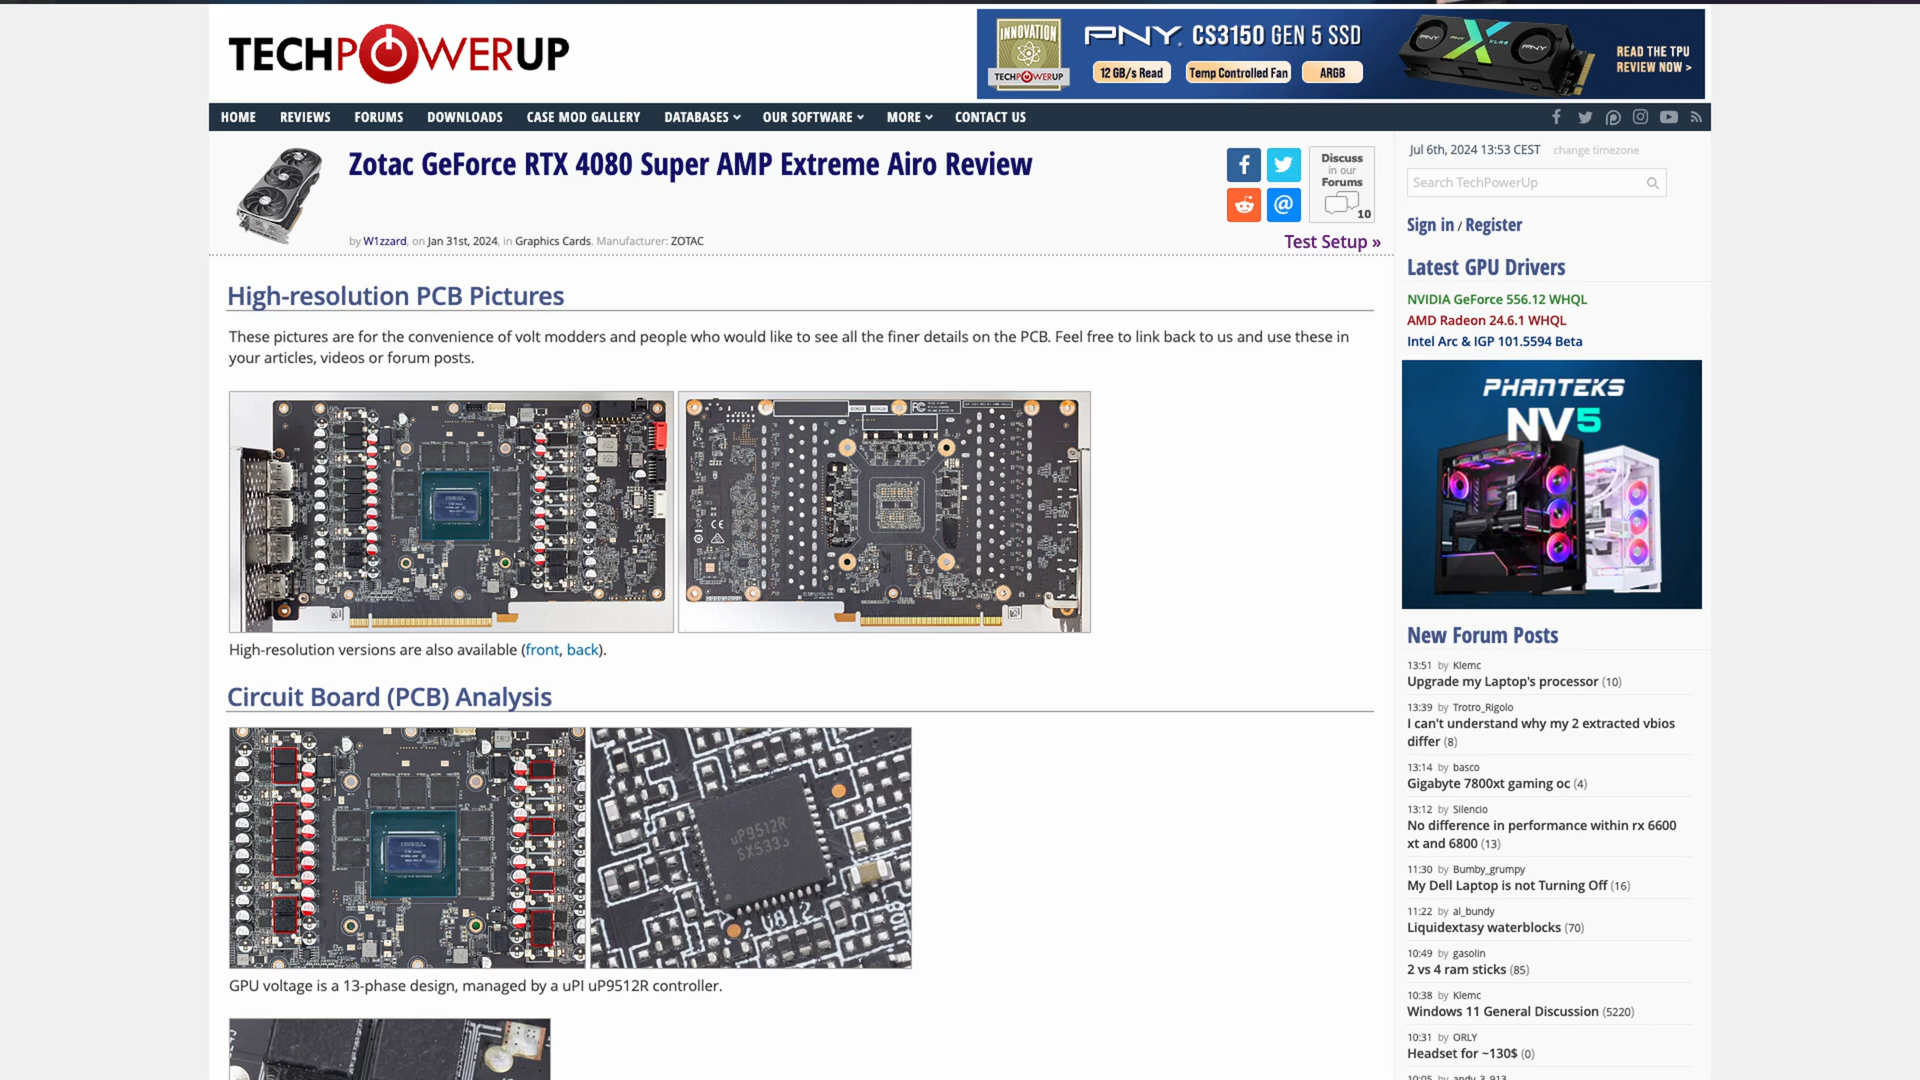 TECHPOWERUP
INNOVATION
TECHPOWERUP
PNY CS3150 GEN 5 SSD
12 GB/s Read
Temp Controlled Fan
ARGB
PNY
PNY
READ THE TPU
REVIEW NOW >
HOME REVIEWS FORUMS DOWNLOADS CASE MOD GALLERY DATABASES OUR SOFTWARE MORE CONTACT US
Zotac GeForce RTX 4080 Super AMP Extreme Airo Review
by W1zzard, on Jan 31st, 2024, in Graphics Cards. Manufacturer: ZOTAC
Discuss
in our
Forums
10
Test Setup »
High-resolution PCB Pictures
These pictures are for the convenience of volt modders and people who would like to see all the finer details on the PCB. Feel free to link back to us and use these in
your articles, videos or forum posts.
High-resolution versions are also available (front, back).
Circuit Board (PCB) Analysis
uP9512R
U812
GPU voltage is a 13-phase design, managed by a uPI uP9512R controller.
Jul 6th, 2024 13:53 CEST change timezone
Search TechPowerUp
Sign in / Register
Latest GPU Drivers
NVIDIA GeForce 556.12 WHQL
AMD Radeon 24.6.1 WHQL
Intel Arc & IGP 101.5594 Beta
PHANTEKS
NV5
New Forum Posts
13:51 by Klemc
Upgrade my Laptop's processor (10)
13:39 by Trotro_Rigolo
I can't understand why my 2 extracted vbios
differ (8)
13:14 by basco
Gigabyte 7800xt gaming oc (4)
13:12 by Silencio
No difference in performance within rx 6600
xt and 6800 (13)
11:30 by Bumby_grumpy
My Dell Laptop is not Turning Off (16)
11:22 by al_bundy
Liquidextasy waterblocks (70)
10:49 by gasolin
2 vs 4 ram sticks (85)
10:38 by Klemc
Windows 11 General Discussion (5220)
10:31 by ORLY
Headset for ~130$ (0)
10:05 by andy_3_913